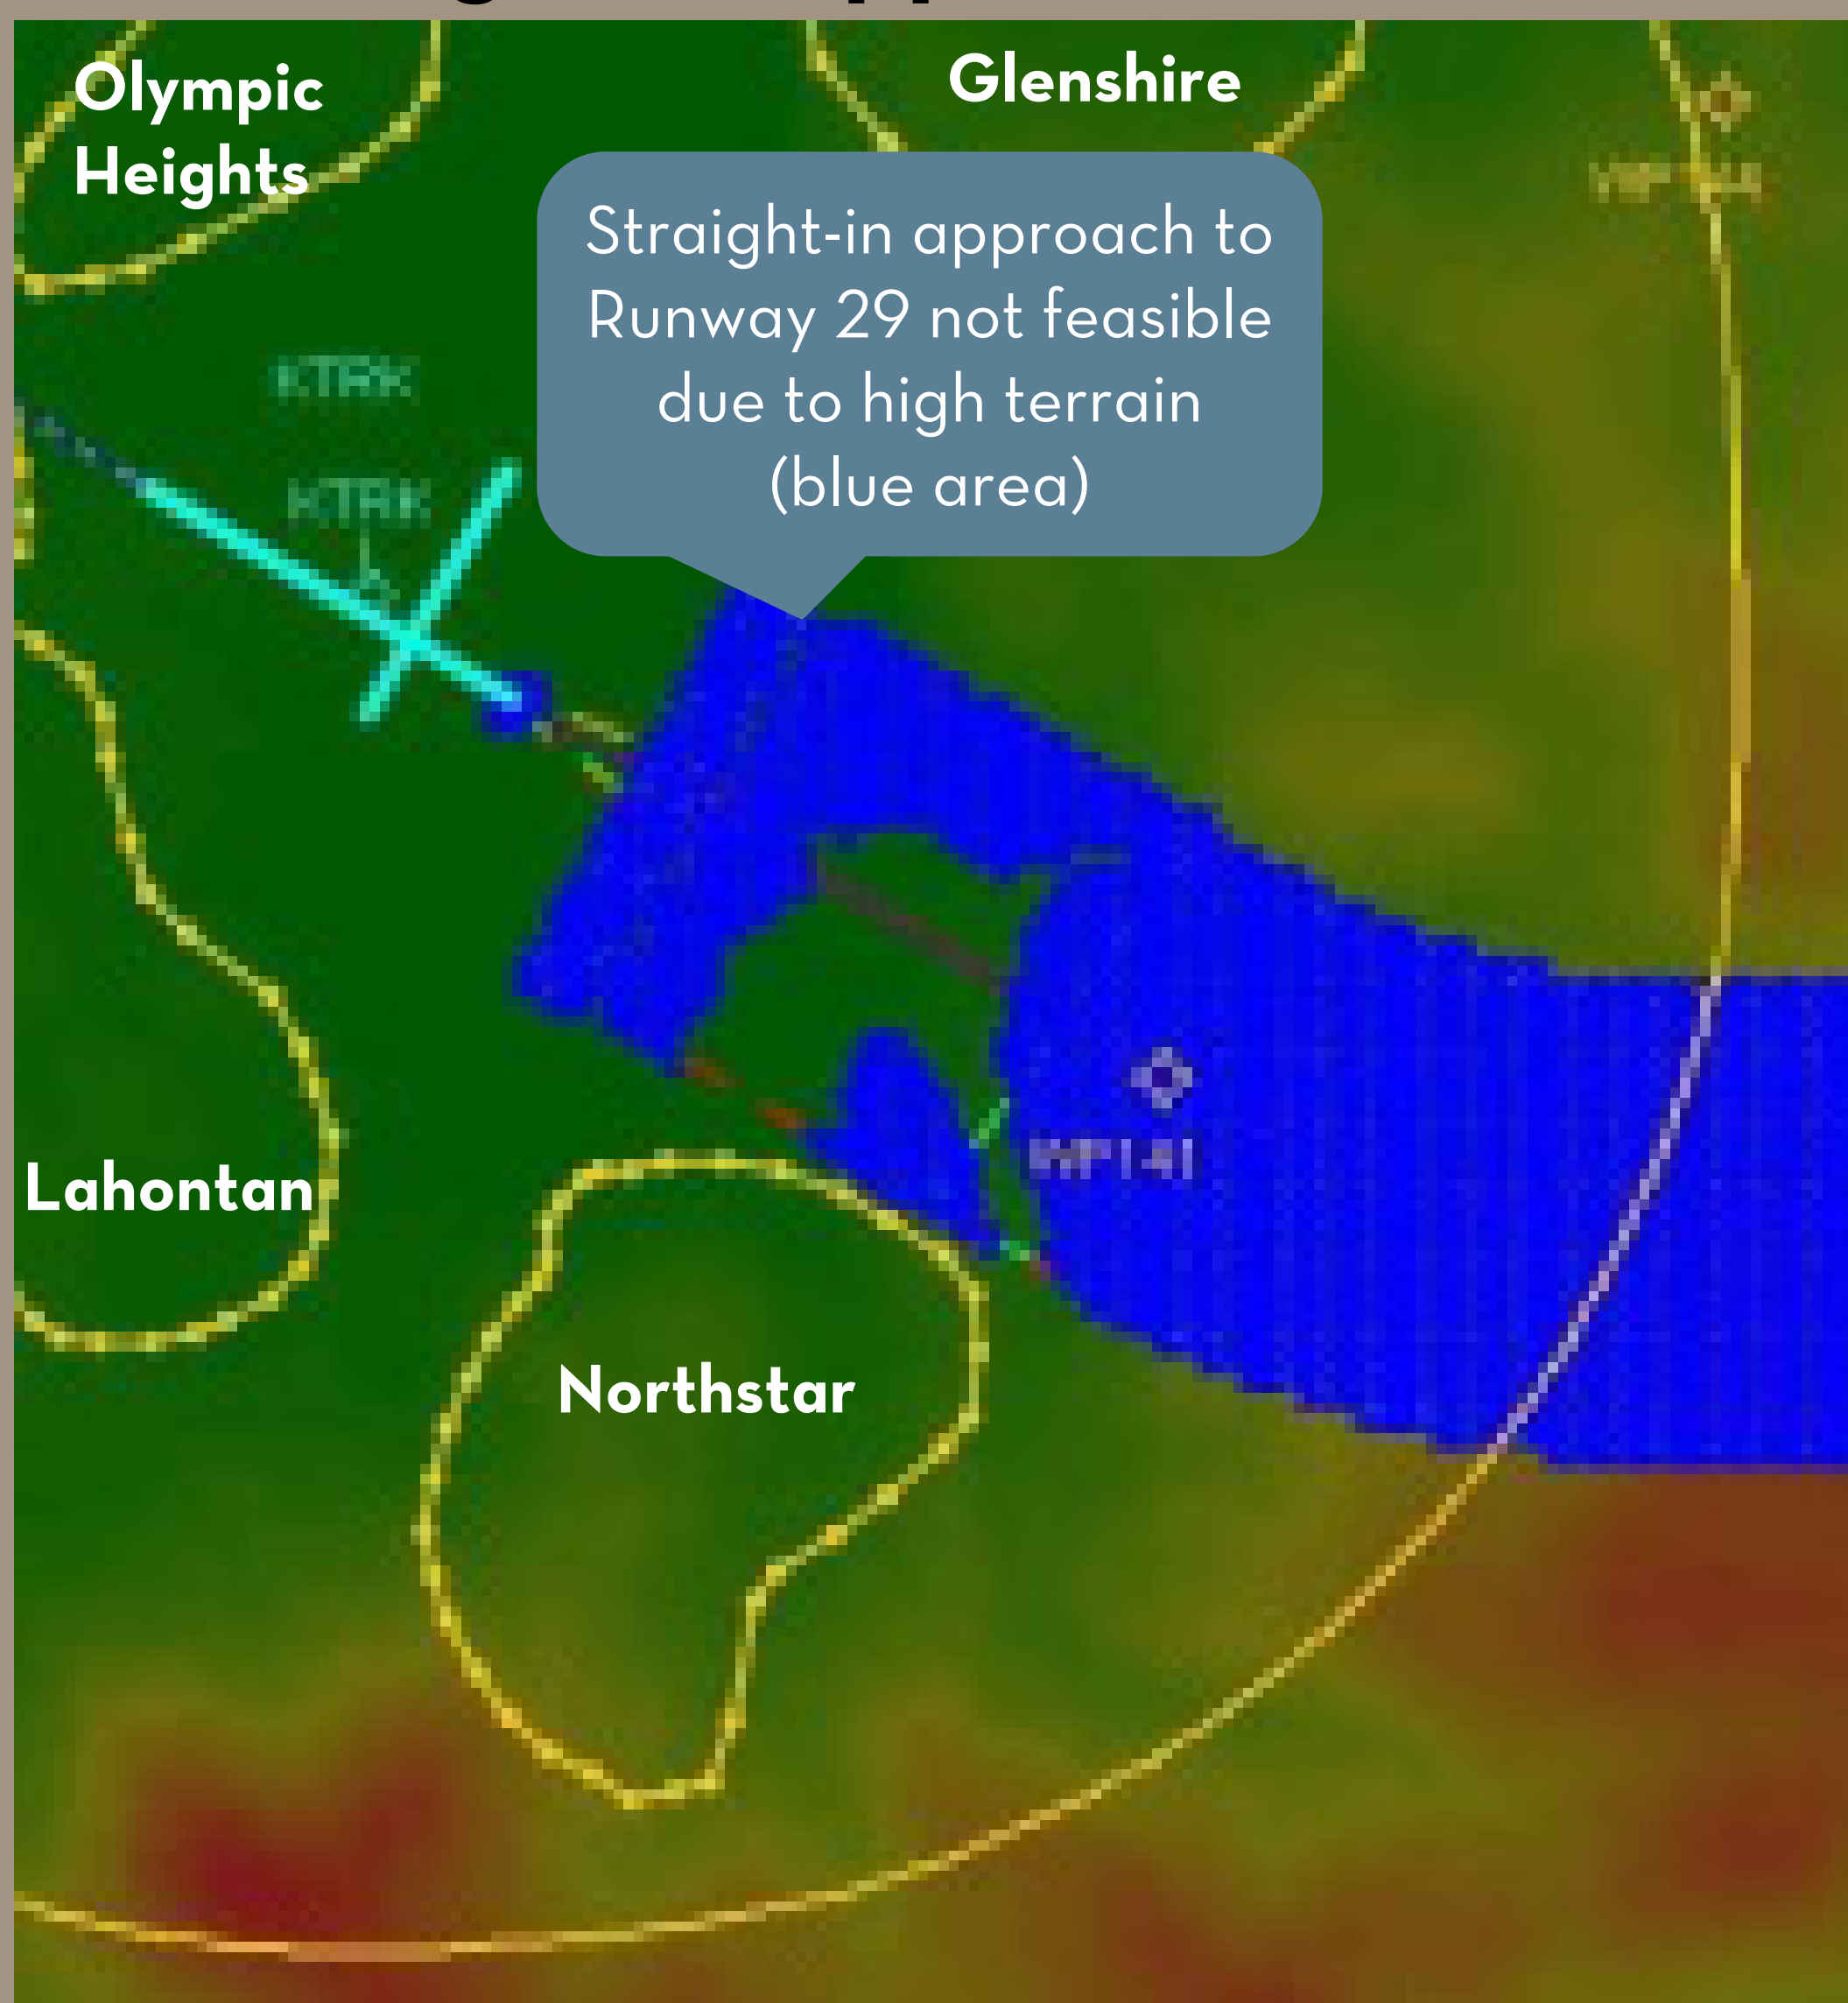 Olympic
Heights
Glenshire
Straight-in approach to
Runway 29 not feasible
due to high terrain
(blue area)
KTRK
KTRK
Lahontan
Northstar